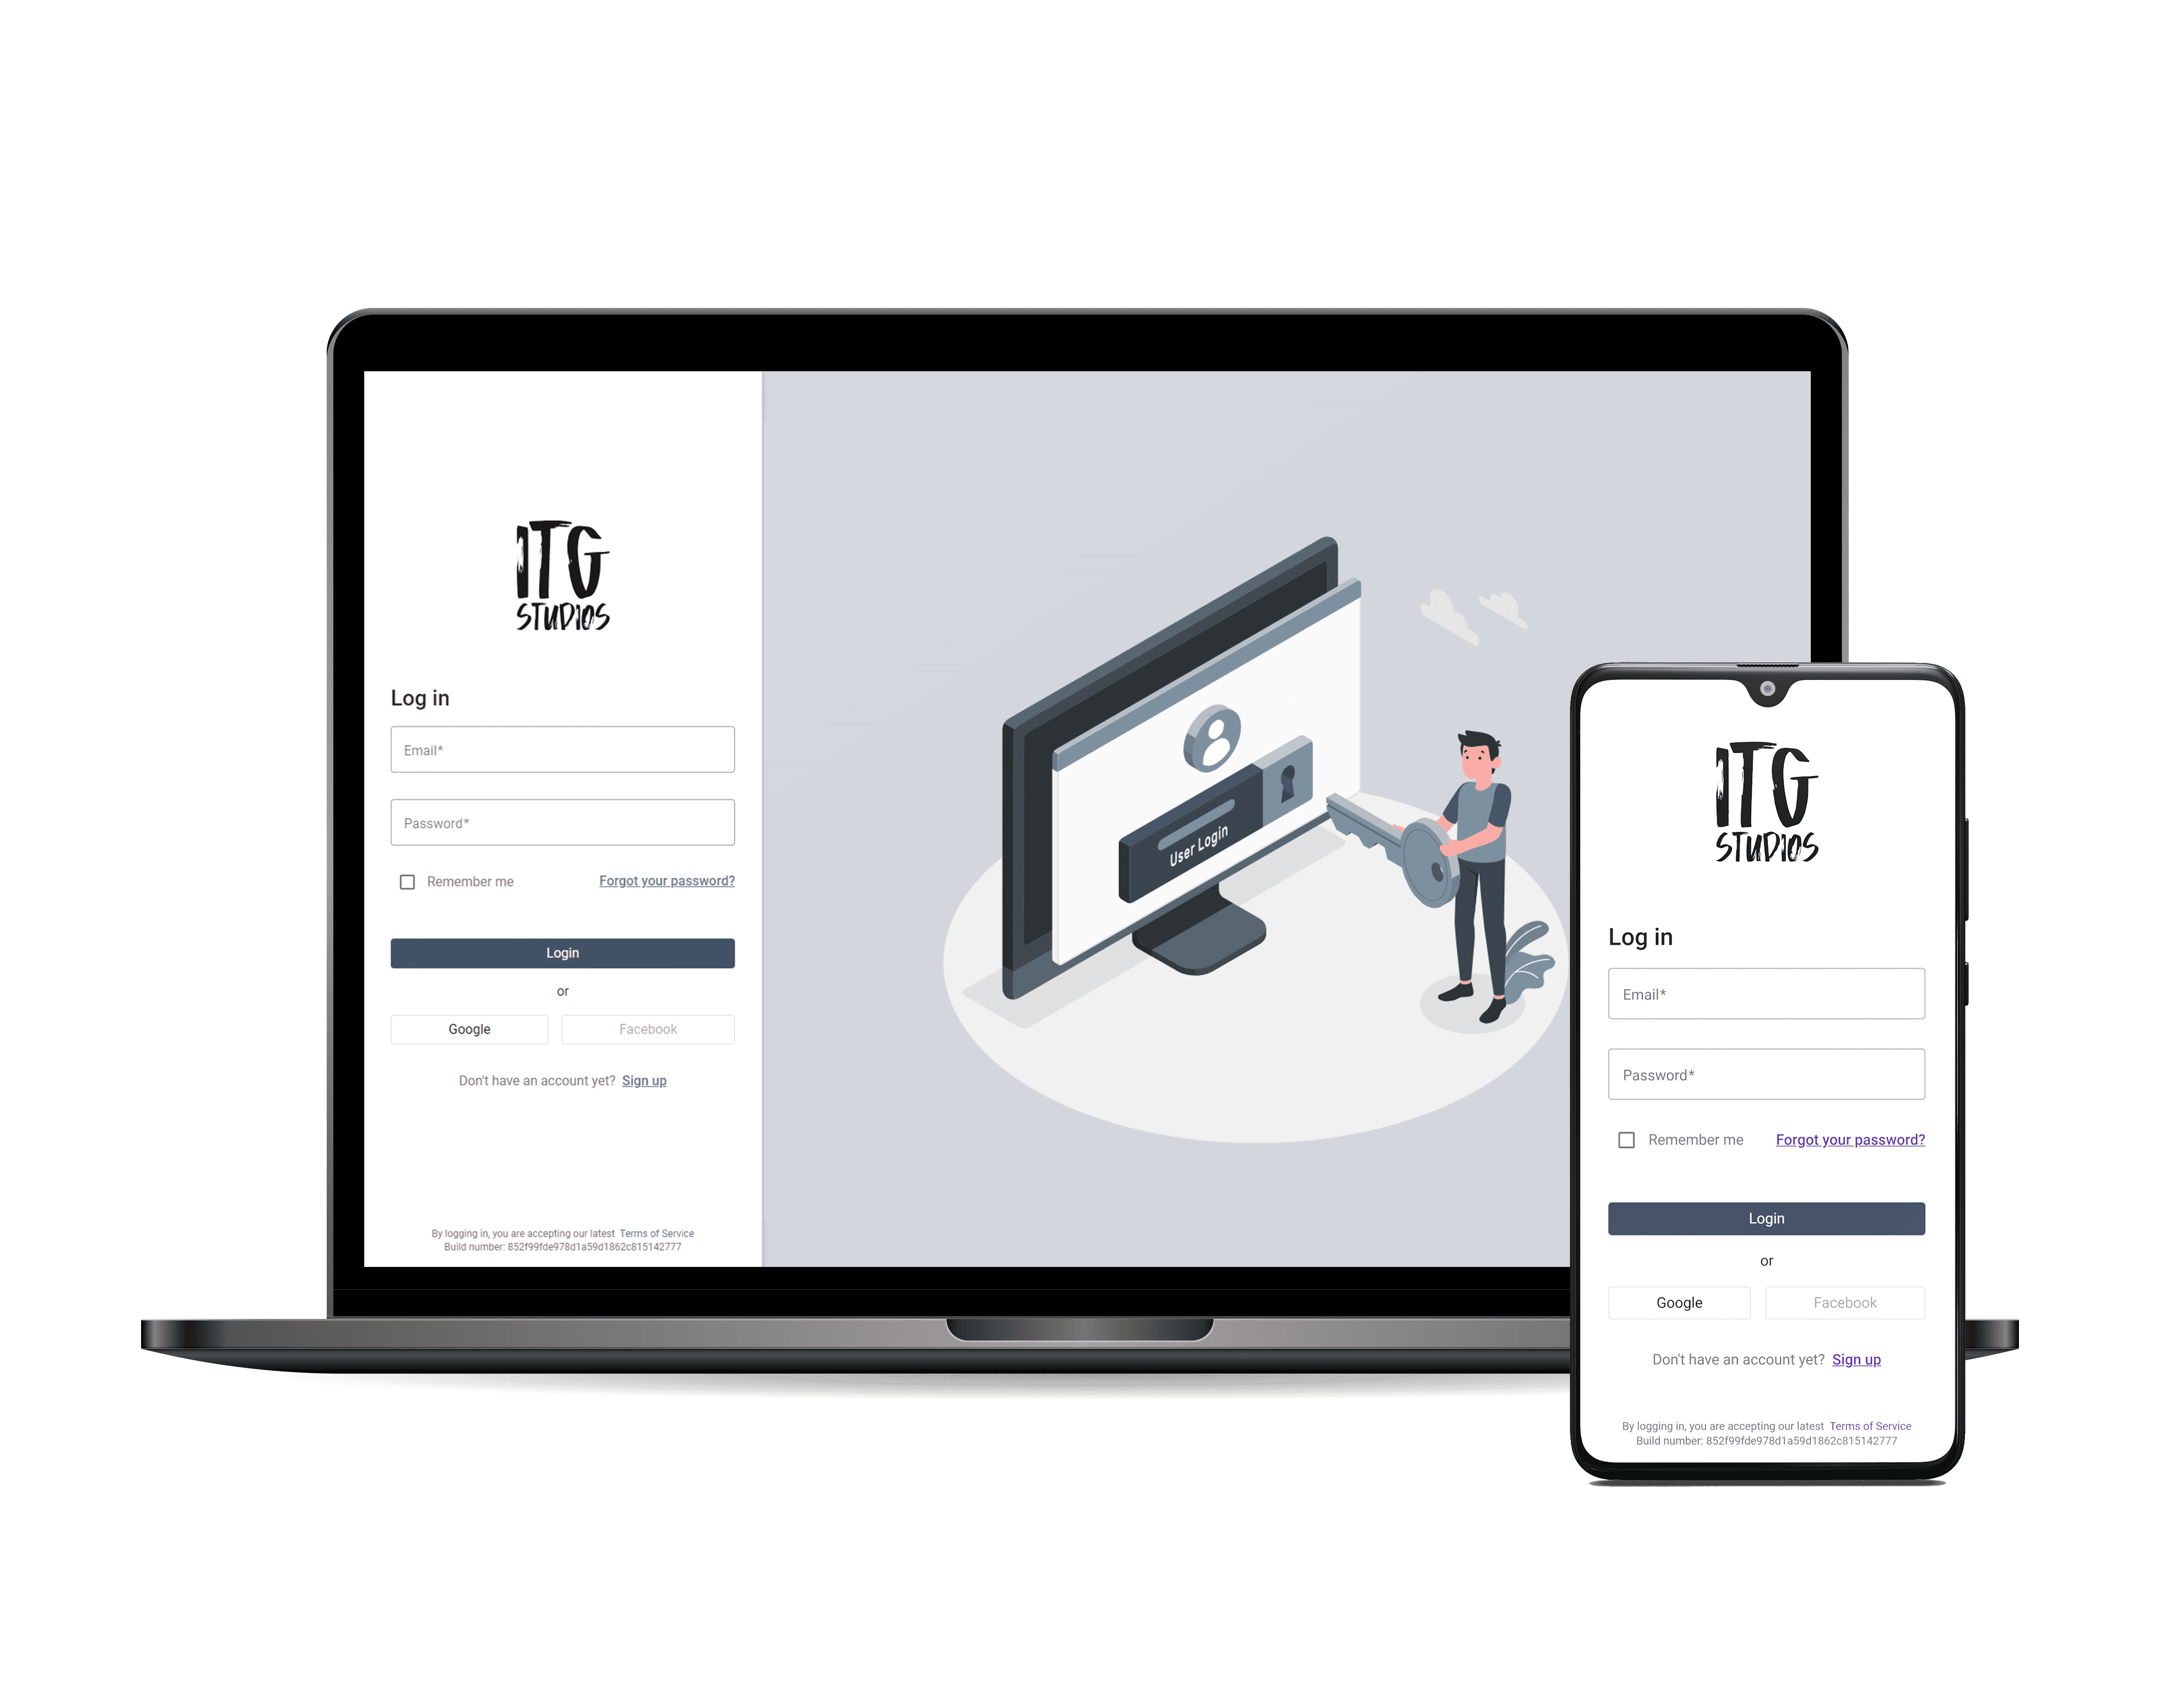 ITG
STUDIOS
Log in
Email*
Password*
Remember me Forgot your password?
Login
or
Google Facebook
Don't have an account yet? Sign up
By logging in, you are accepting our latest Terms of Service
Build number: 852f99fde978d1a59d1862c815142777
User Login
ITG
STUDIOS
Log in
Email*
Password*
Remember me Forgot your password?
Login
or
Google Facebook
Don't have an account yet? Sign up
By logging in, you are accepting our latest Terms of Service
Build number: 852f99fde978d1a59d1862c815142777